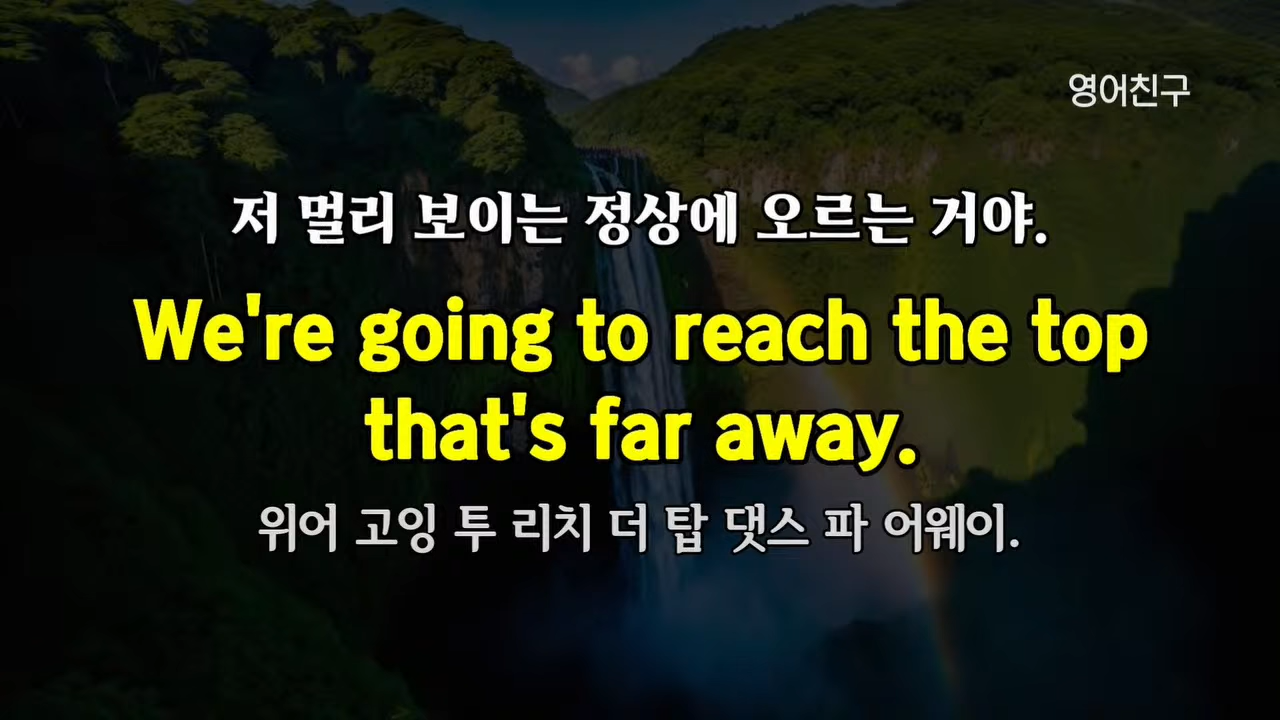 영어친구
저 멀리 보이는 정상에 오르는 거야.
We're going to reach the top
that's far away.
위어 고잉 투 리치 더 탑 댓스 파 어웨이.